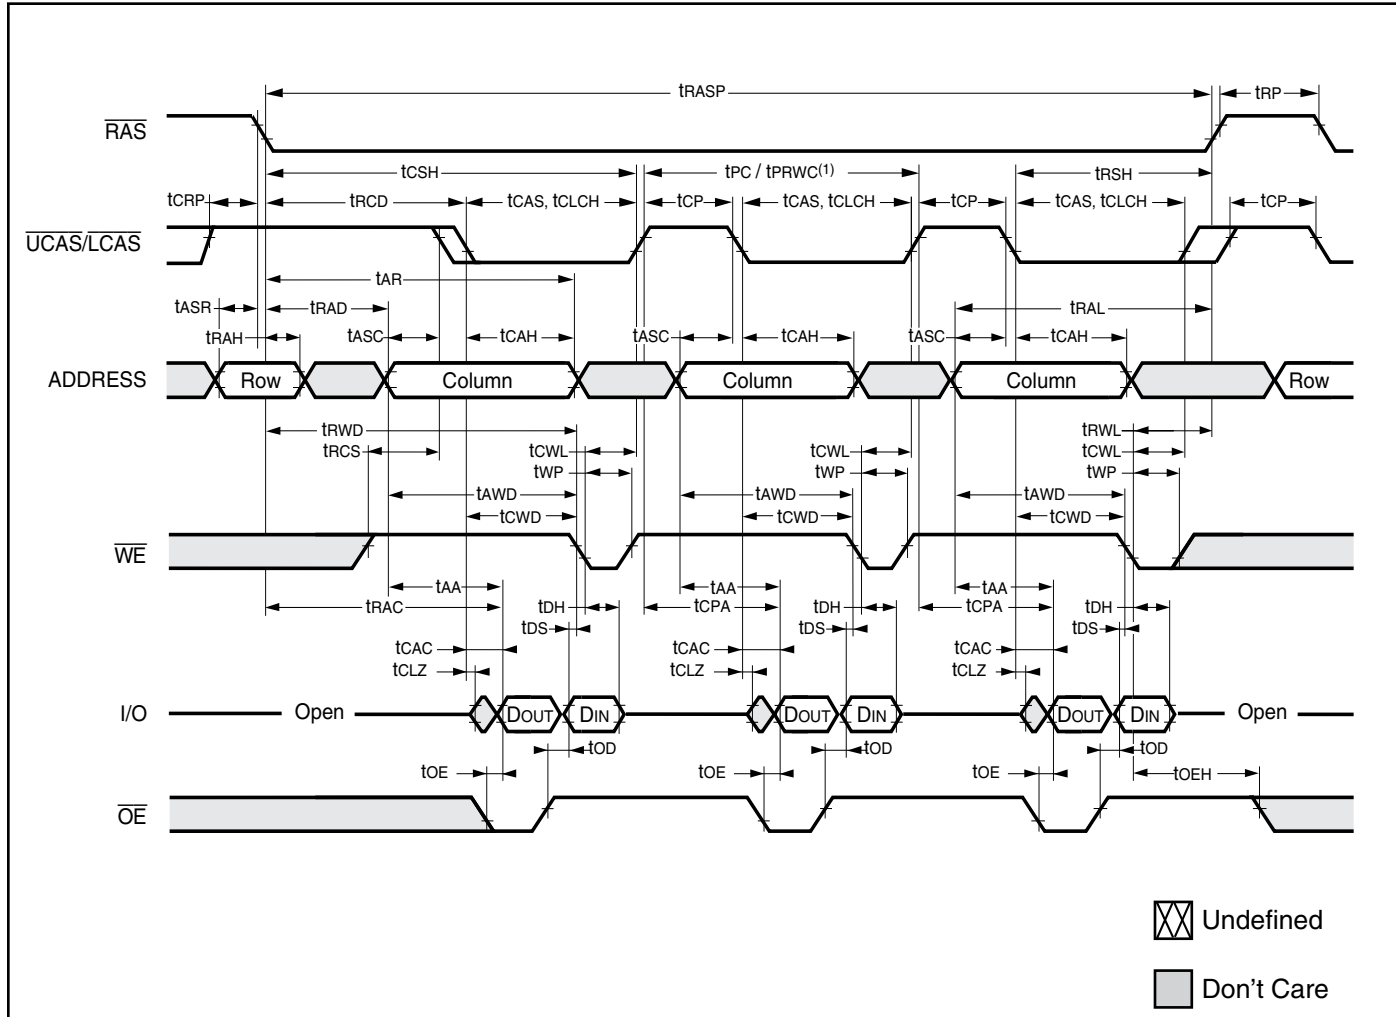 tRASP tRP
RAS
tCSH tPC / tPRWC(1) tRSH
tCRP tRCD tCAS, tCLCH tCP tCAS, tCLCH tCP tCAS, tCLCH tCP
UCAS/LCAS
tAR
tASR tRAD tRAL
tRAH tASC tCAH tASC tCAH tASC tCAH
ADDRESS Row Column Column Column Row
tRWD tRWL
tRCS tCWL tCWL tCWL
tWP tWP tWP
tAWD tAWD tAWD
tCWD tCWD tCWD
WE
tAA tAA tAA
tRAC tDH tCPA tDH tCPA tDH
tDS tDS tDS
tCAC tCAC tCAC
tCLZ tCLZ tCLZ
I/O Open DOUT DIN DOUT DIN DOUT DIN Open
tOD tOD tOD
tOE tOE tOE tOEH
OE
Undefined
Don't Care